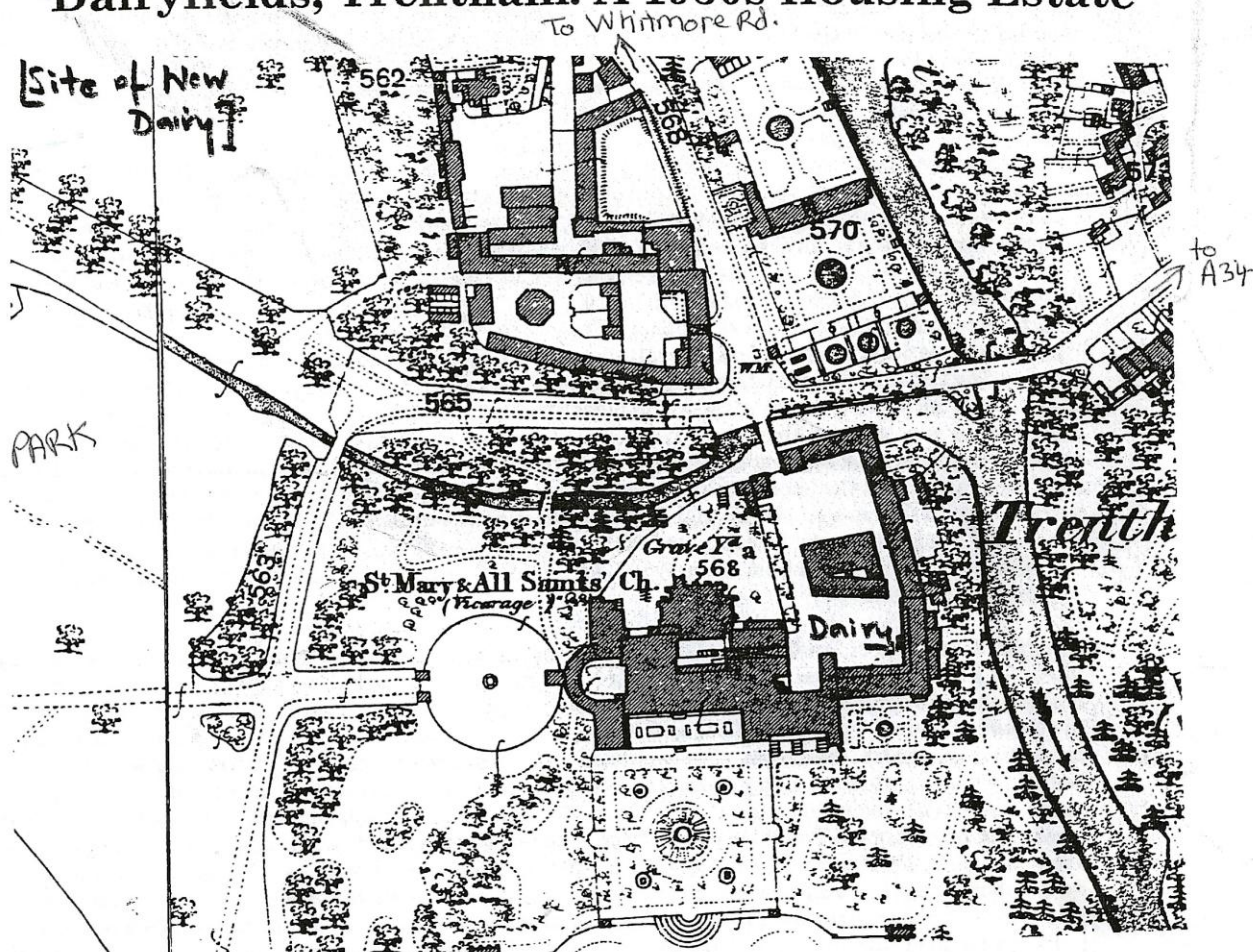 Dairyfields, Trentham: A 1930s Housing Estate
To Whitmore Rd.
[Site of New
Dairy]
562
568
570
to
A34
W.M.
565
PARK
Trenth
Grave Yd.
a
568
563
St. Mary & All Saints' Ch.
(Vicarage)
Dairy